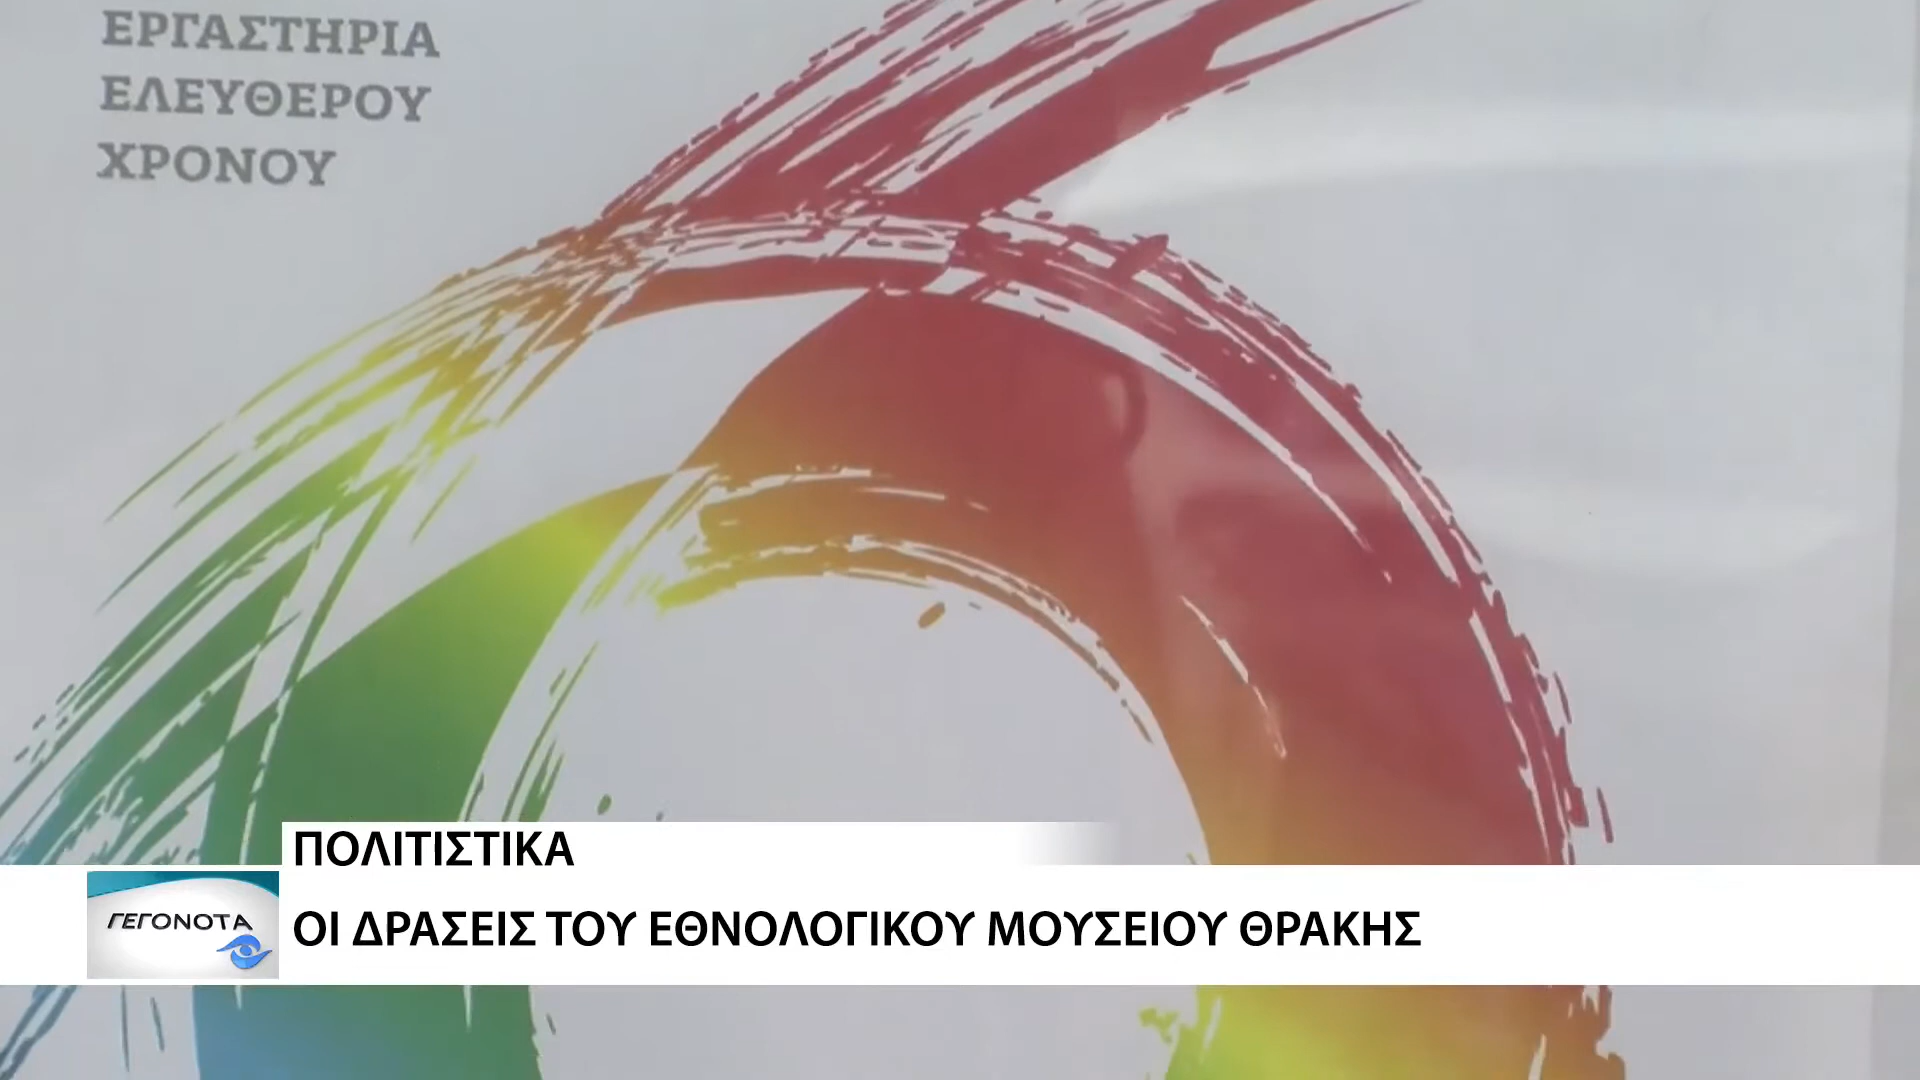 ΕΡΓΑΣΤΗΡΙΑ
ΕΛΕΥΘΕΡΟΥ
ΧΡΟΝΟΥ
ΠΟΛΙΤΙΣΤΙΚΑ
ΓΕΓΟΝΟΤΑ
ΟΙ ΔΡΑΣΕΙΣ ΤΟΥ ΕΘΝΟΛΟΓΙΚΟΥ ΜΟΥΣΕΙΟΥ ΘΡΑΚΗΣ